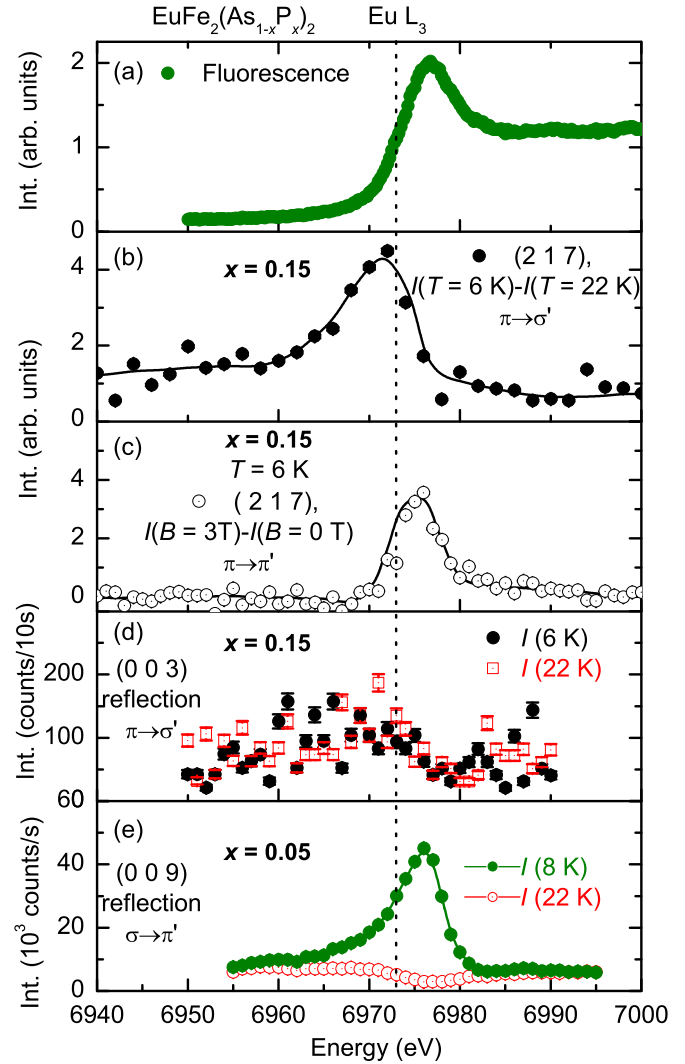 EuFe₂(As₁₋ₓPₓ)₂ Eu L₃
(a)
Fluorescence
Int. (arb. units)
2
1
0
(b)
x = 0.15
(2 1 7),
I(T = 6 K)-I(T = 22 K)
π→σ'
4
2
0
Int. (arb. units)
(c)
x = 0.15
T = 6 K
(2 1 7),
I(B = 3T)-I(B = 0 T)
π→π'
4
2
0
(d)
x = 0.15
I (6 K)
I (22 K)
(0 0 3)
reflection
π→σ'
Int. (counts/10s)
200
100
60
(e)
x = 0.05
I (8 K)
I (22 K)
(0 0 9)
reflection
σ→π'
Int. (10³ counts/s)
40
20
0
6940 6950 6960 6970 6980 6990 7000
Energy (eV)